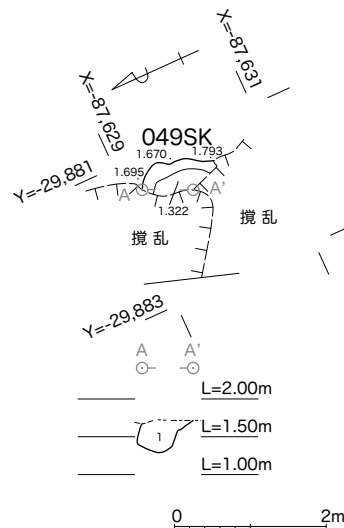 X=-87,631
X=-87,629
049SK
1.670
1.793
1.695
Y=-29,881
A
A'
1.322
撹乱
撹乱
Y=-29,883
A
A'
L=2.00m
L=1.50m
1
L=1.00m
0
2m